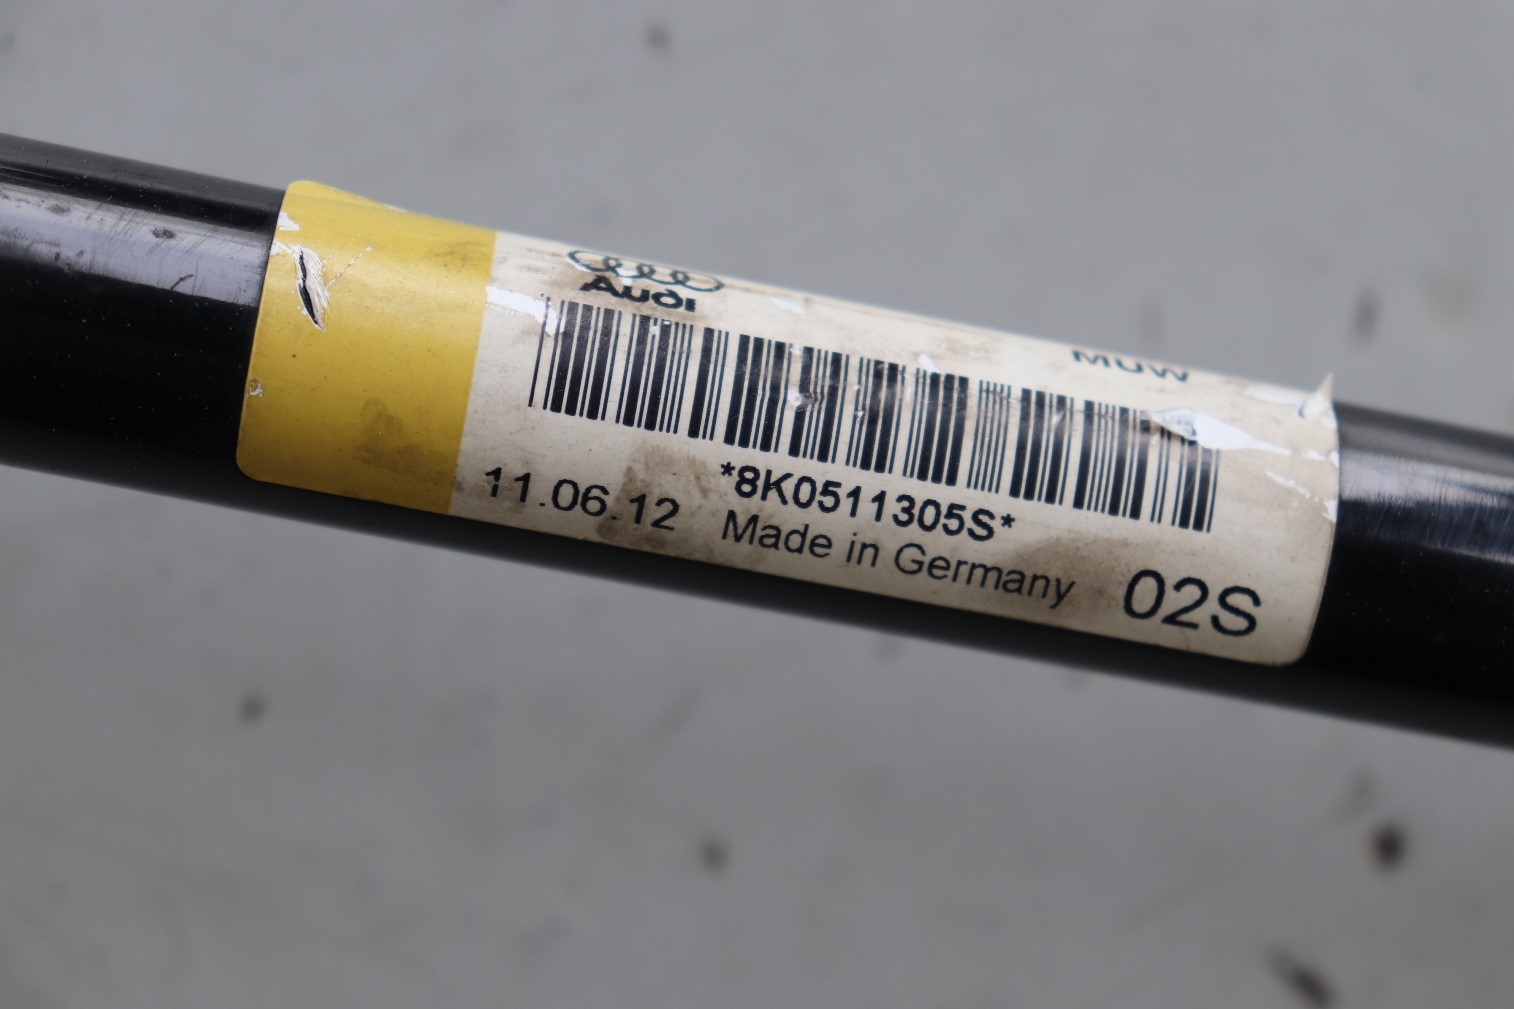 Audi
MUW
*8K0511305S*
11.06.12
Made in Germany
02S